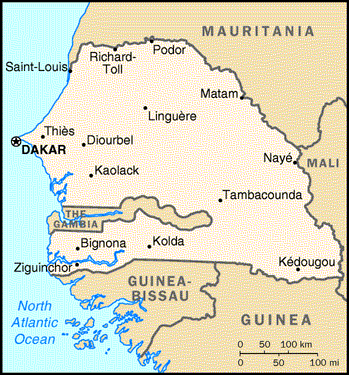 MAURITANIA
Podor
Richard-
Toll
Saint-Louis
Matam
Linguère
Thiès
DAKAR
Diourbel
Nayé
MALI
Kaolack
Tambacounda
THE
GAMBIA
Bignona
Kolda
Ziguinchor
Kédougou
GUINEA-
BISSAU
North
Atlantic
Ocean
GUINEA
0 50 100 km
0 50 100 mi